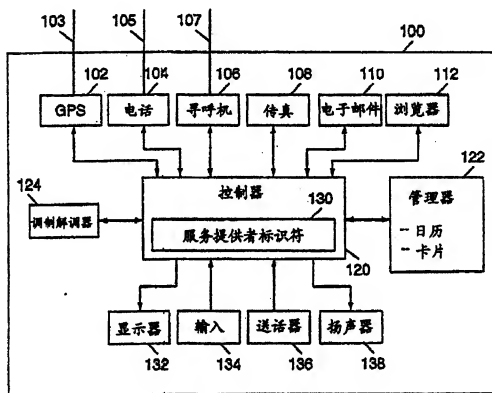 103
105
107
100
102
104
106
108
110
112
GPS
电话
寻呼机
传真
电子邮件
浏览器
122
124
控制器
130
管理器
调制解调器
服务提供者标识符
-- 日历
-- 卡片
120
显示器
输入
送话器
扬声器
132
134
136
138